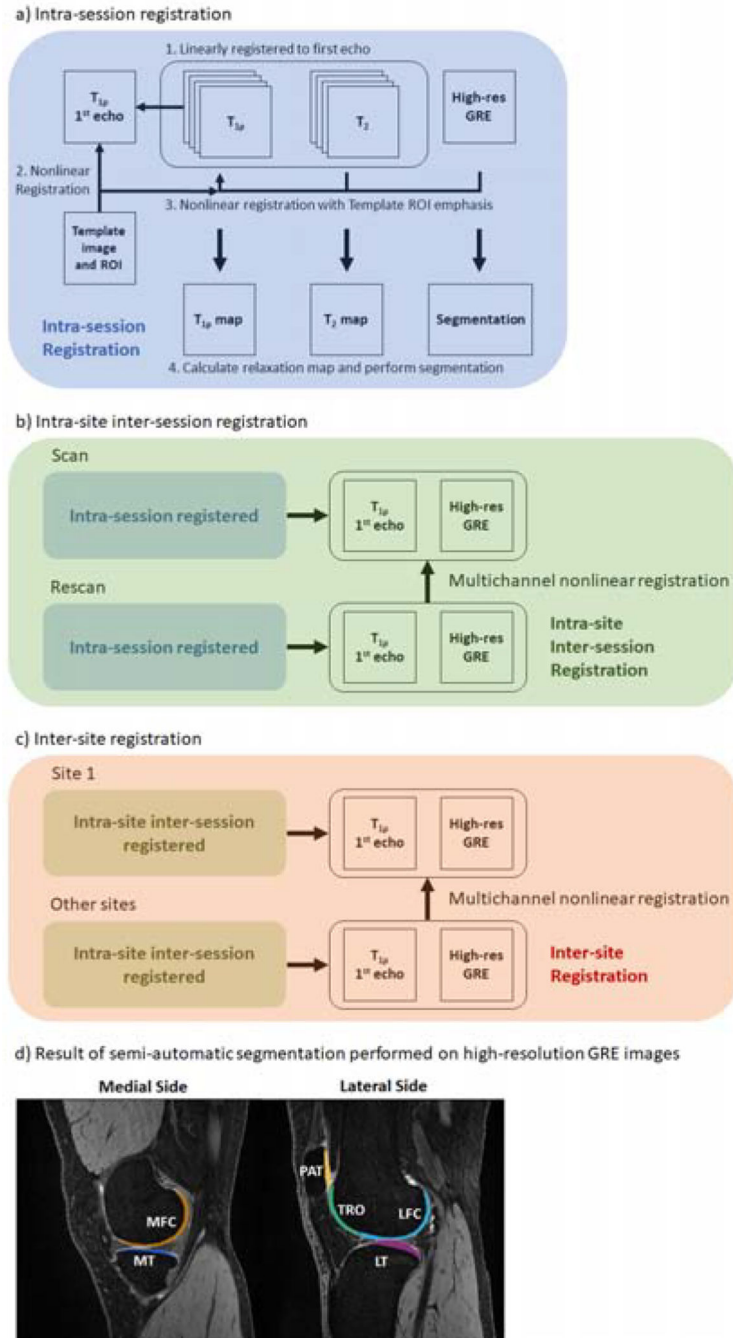 a) Intra-session registration
1. Linearly registered to first echo
T1ρ
1st echo
T1ρ
T2
High-res
GRE
2. Nonlinear
Registration
3. Nonlinear registration with Template ROI emphasis
Template
image
and ROI
Intra-session
Registration
T1ρ map
T2 map
Segmentation
4. Calculate relaxation map and perform segmentation
b) Intra-site inter-session registration
Scan
Intra-session registered
T1ρ
1st echo
High-res
GRE
Multichannel nonlinear registration
Rescan
Intra-session registered
T1ρ
1st echo
High-res
GRE
Intra-site
Inter-session
Registration
c) Inter-site registration
Site 1
Intra-site inter-session
registered
T1ρ
1st echo
High-res
GRE
Multichannel nonlinear registration
Other sites
Intra-site inter-session
registered
T1ρ
1st echo
High-res
GRE
Inter-site
Registration
d) Result of semi-automatic segmentation performed on high-resolution GRE images
Medial Side
Lateral Side
MFC
MT
PAT
TRO
LFC
LT